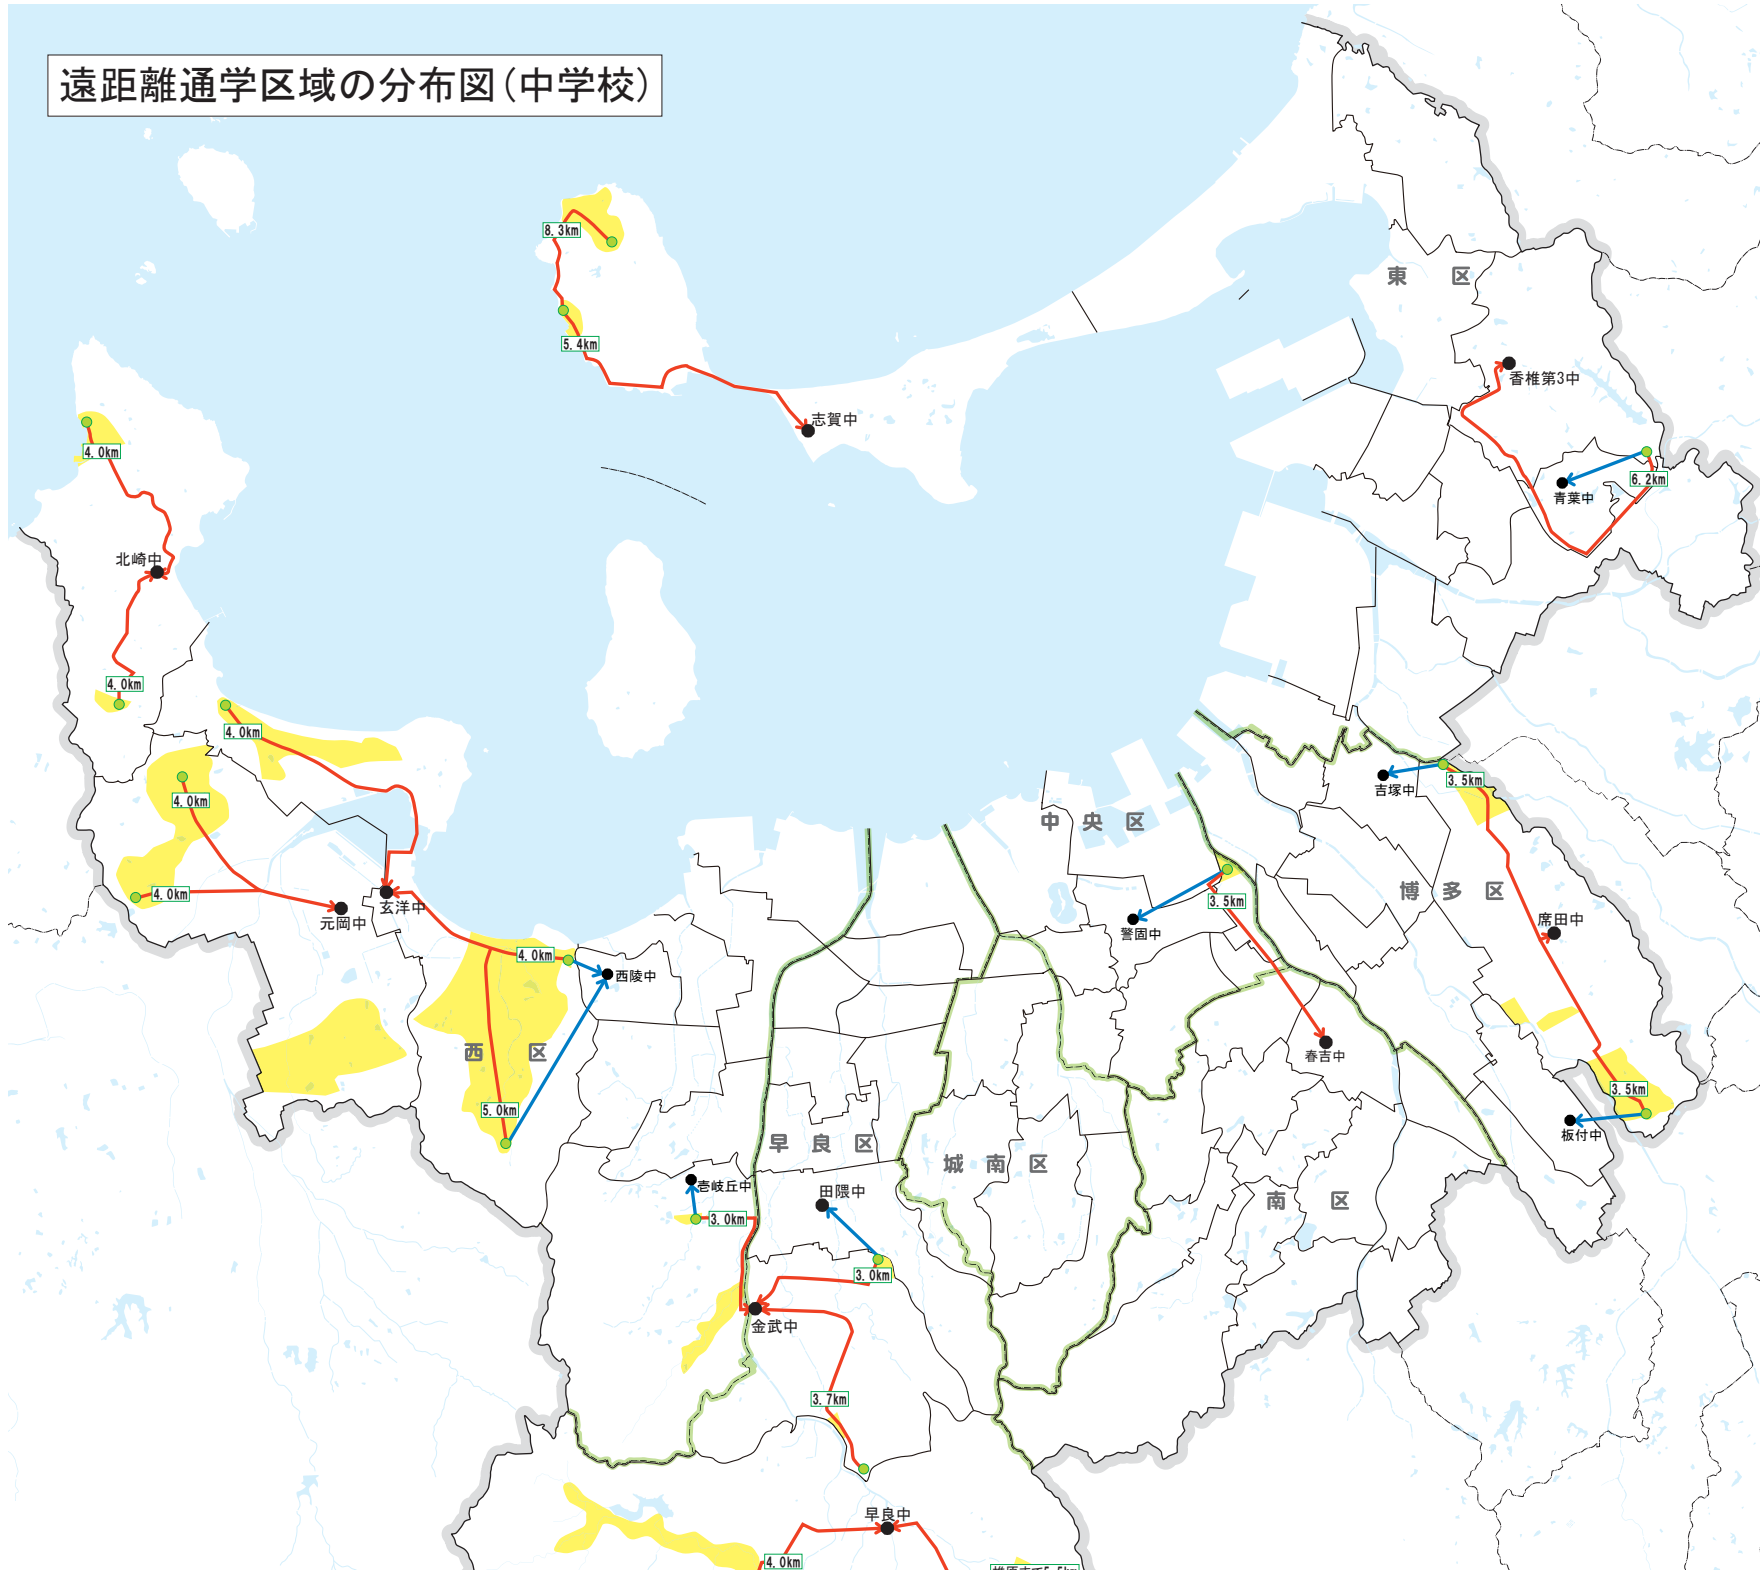 遠距離通学区域の分布図(中学校)
8.3km
東 区
5.4km
香椎第3中
志賀中
4.0km
6.2km
青葉中
北崎中
4.0km
4.0km
3.5km
吉塚中
4.0km
中央区
4.0km
博多区
3.5km
玄洋中
元岡中
席田中
警固中
4.0km
西陵中
西 区
春吉中
3.5km
5.0km
板付中
早良区
城南区
壱岐丘中
田隈中
南 区
3.0km
3.0km
金武中
3.7km
早良中
4.0km